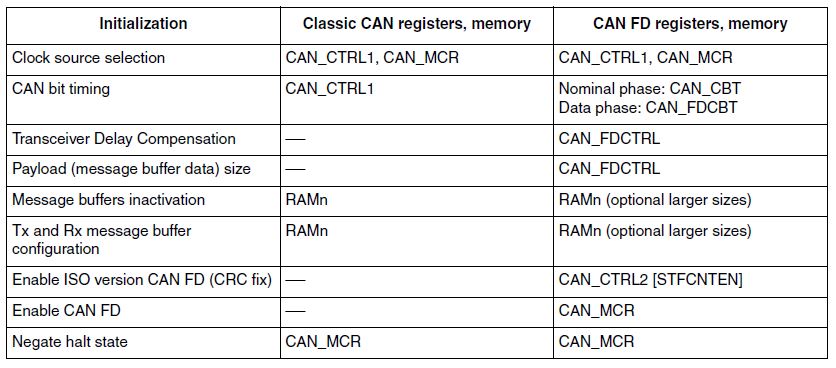 Initialization Classic CAN registers, memory CAN FD registers, memory
Clock source selection CAN_CTRL1, CAN_MCR CAN_CTRL1, CAN_MCR
CAN bit timing CAN_CTRL1 Nominal phase: CAN_CBT
Data phase: CAN_FDCBT
Transceiver Delay Compensation — CAN_FDCTRL
Payload (message buffer data) size — CAN_FDCTRL
Message buffers inactivation RAMn RAMn (optional larger sizes)
Tx and Rx message buffer RAMn RAMn (optional larger sizes)
configuration
Enable ISO version CAN FD (CRC fix) — CAN_CTRL2 [STFCNTEN]
Enable CAN FD — CAN_MCR
Negate halt state CAN_MCR CAN_MCR